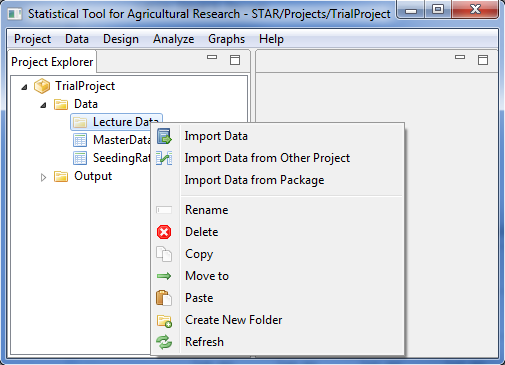 Statistical Tool for Agricultural Research - STAR/Projects/TrialProject
Project Data Design Analyze Graphs Help
Project Explorer
TrialProject
Data
Lecture Data
MasterData
SeedingRat
Output
Import Data
Import Data from Other Project
Import Data from Package
Rename
Delete
Copy
Move to
Paste
Create New Folder
Refresh